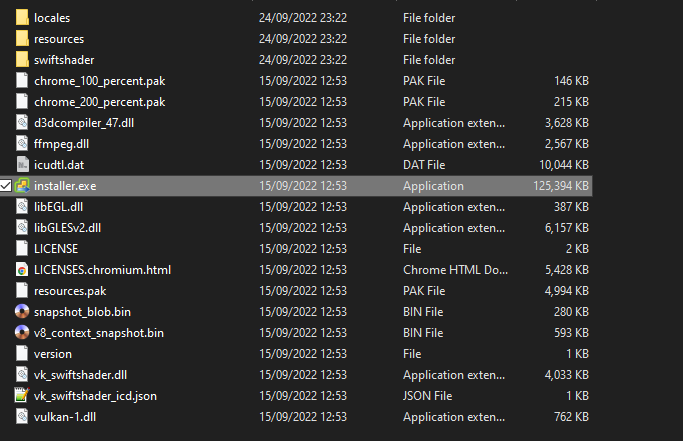 locales 24/09/2022 23:22 File folder
resources 24/09/2022 23:22 File folder
swiftshader 24/09/2022 23:22 File folder
chrome_100_percent.pak 15/09/2022 12:53 PAK File 146 KB
chrome_200_percent.pak 15/09/2022 12:53 PAK File 215 KB
d3dcompiler_47.dll 15/09/2022 12:53 Application exten... 3,628 KB
ffmpeg.dll 15/09/2022 12:53 Application exten... 2,567 KB
icudtl.dat 15/09/2022 12:53 DAT File 10,044 KB
installer.exe 15/09/2022 12:53 Application 125,394 KB
libEGL.dll 15/09/2022 12:53 Application exten... 387 KB
libGLESv2.dll 15/09/2022 12:53 Application exten... 6,157 KB
LICENSE 15/09/2022 12:53 File 2 KB
LICENSES.chromium.html 15/09/2022 12:53 Chrome HTML Do... 5,428 KB
resources.pak 15/09/2022 12:53 PAK File 4,994 KB
snapshot_blob.bin 15/09/2022 12:53 BIN File 280 KB
v8_context_snapshot.bin 15/09/2022 12:53 BIN File 593 KB
version 15/09/2022 12:53 File 1 KB
vk_swiftshader.dll 15/09/2022 12:53 Application exten... 4,033 KB
vk_swiftshader_icd.json 15/09/2022 12:53 JSON File 1 KB
vulkan-1.dll 15/09/2022 12:53 Application exten... 762 KB